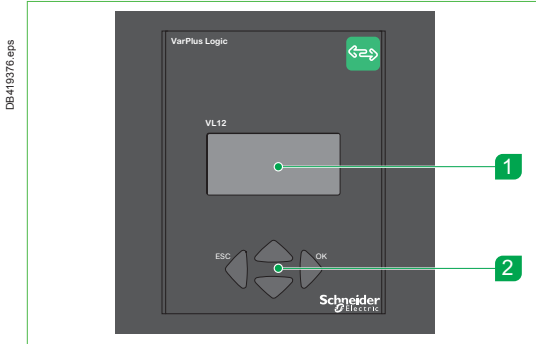 DB419376.eps
VarPlus Logic
VL12
1
ESC
OK
2
Schneider
Electric